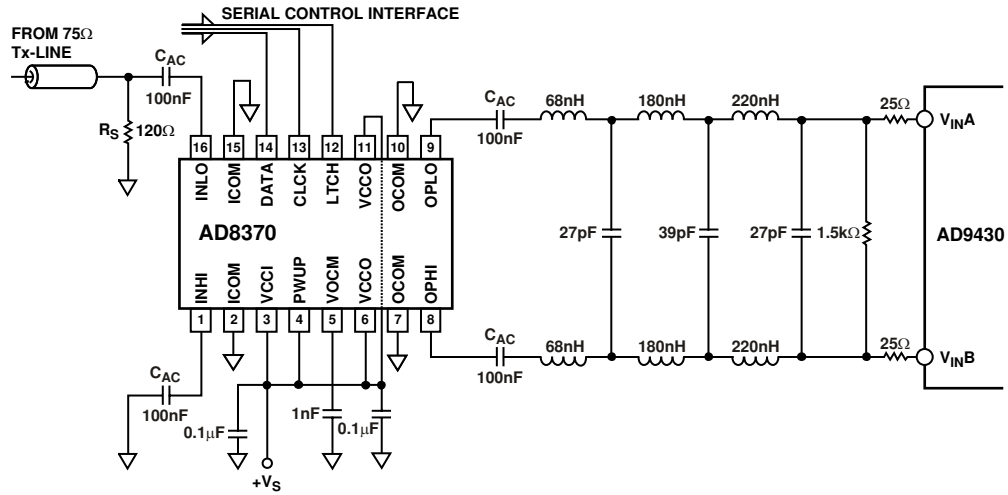 SERIAL CONTROL INTERFACE
FROM 75Ω
Tx-LINE
CAC
100nF
RS 120Ω
16 15 14 13 12 11 10 9
INLO ICOM DATA CLCK LTCH VCCO OCOM OPLO
AD8370
INHI ICOM VCCI PWUP VOCM VCCO OCOM OPHI
1 2 3 4 5 6 7 8
CAC
100nF
0.1μF
1nF
0.1μF
+VS
CAC
100nF
68nH 180nH 220nH
25Ω
VINA
27pF 39pF 27pF 1.5kΩ
AD9430
CAC
100nF
68nH 180nH 220nH
25Ω
VINB